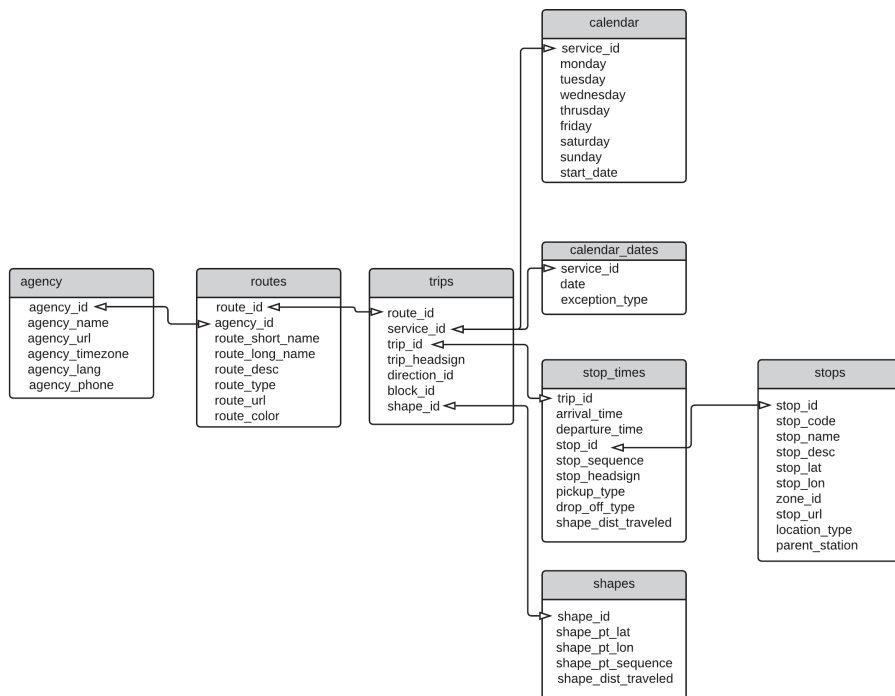 calendar
service_id
monday
tuesday
wednesday
thrusday
friday
saturday
sunday
start_date
calendar_dates
service_id
date
exception_type
agency
agency_id
agency_name
agency_url
agency_timezone
agency_lang
agency_phone
routes
route_id
agency_id
route_short_name
route_long_name
route_desc
route_type
route_url
route_color
trips
route_id
service_id
trip_id
trip_headsign
direction_id
block_id
shape_id
stop_times
trip_id
arrival_time
departure_time
stop_id
stop_sequence
stop_headsign
pickup_type
drop_off_type
shape_dist_traveled
stops
stop_id
stop_code
stop_name
stop_desc
stop_lat
stop_lon
zone_id
stop_url
location_type
parent_station
shapes
shape_id
shape_pt_lat
shape_pt_lon
shape_pt_sequence
shape_dist_traveled